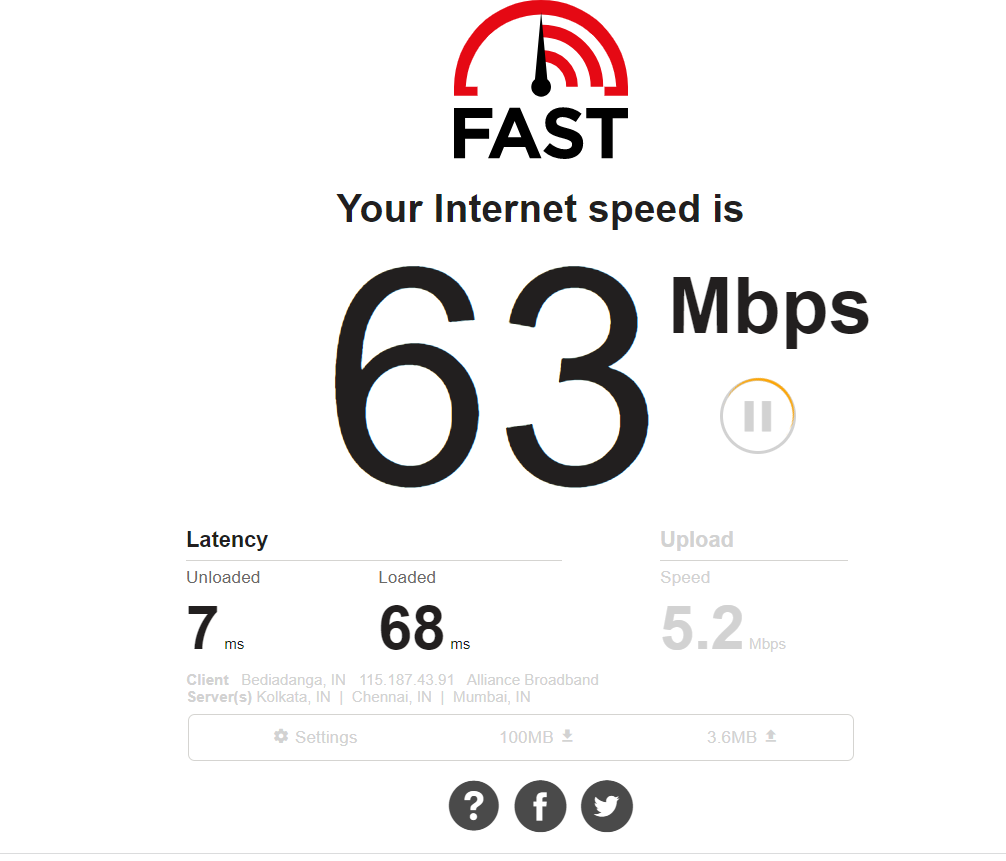 FAST
Your Internet speed is
63 Mbps
Latency
Upload
Unloaded Loaded Speed
7 ms 68 ms 5.2 Mbps
Client Bediadanga, IN 115.187.43.91 Alliance Broadband
Server(s) Kolkata, IN | Chennai, IN | Mumbai, IN
Settings 100MB 3.6MB
?